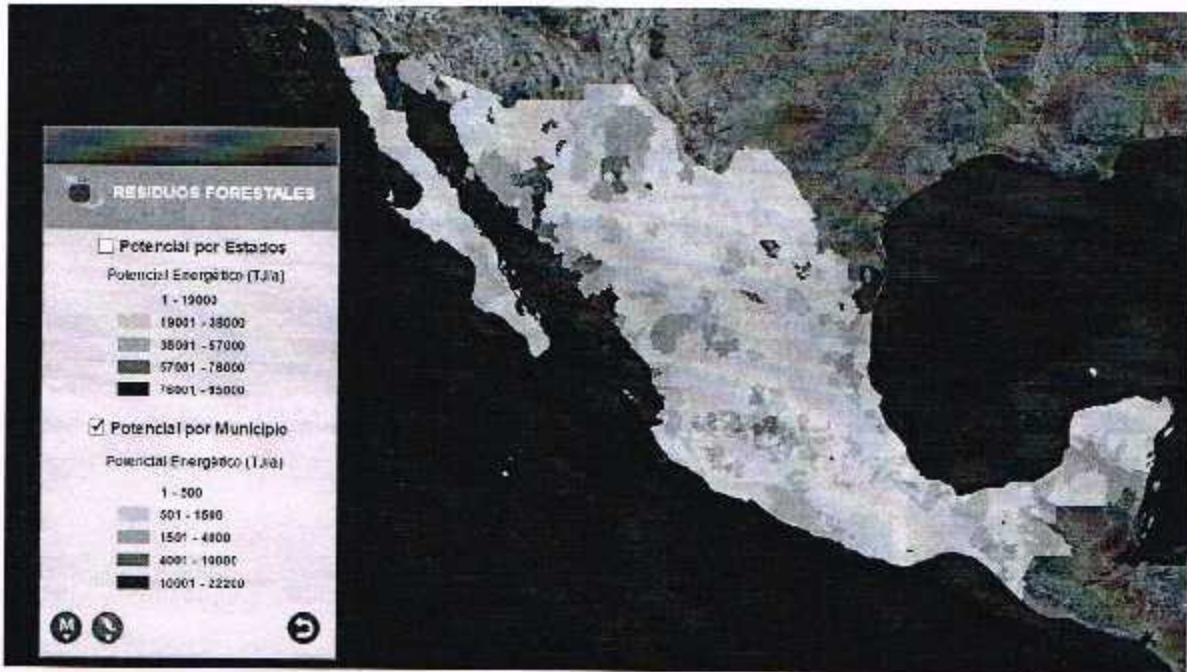 RESIDUOS FORESTALES
Potencial por Estados
Potencial Energético (TJ/a)
1 - 19000
19001 - 38000
38001 - 57000
57001 - 76000
76001 - 95000
Potencial por Municipio
Potencial Energético (TJ/a)
1 - 500
501 - 1500
1501 - 4000
4001 - 10000
10001 - 22200
M